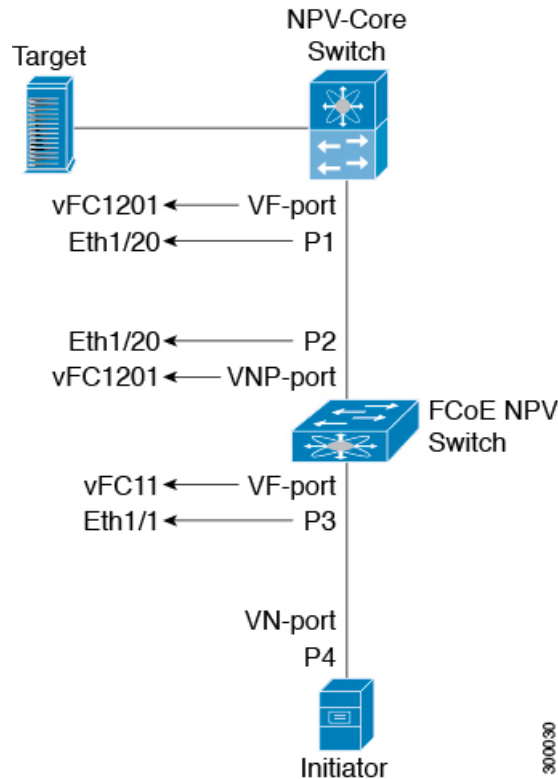 NPV-Core
Switch
Target
vFC1201 VF-port
Eth1/20 P1
Eth1/20 P2
vFC1201 VNP-port
FCoE NPV
Switch
vFC11 VF-port
Eth1/1 P3
VN-port
P4
Initiator
300030